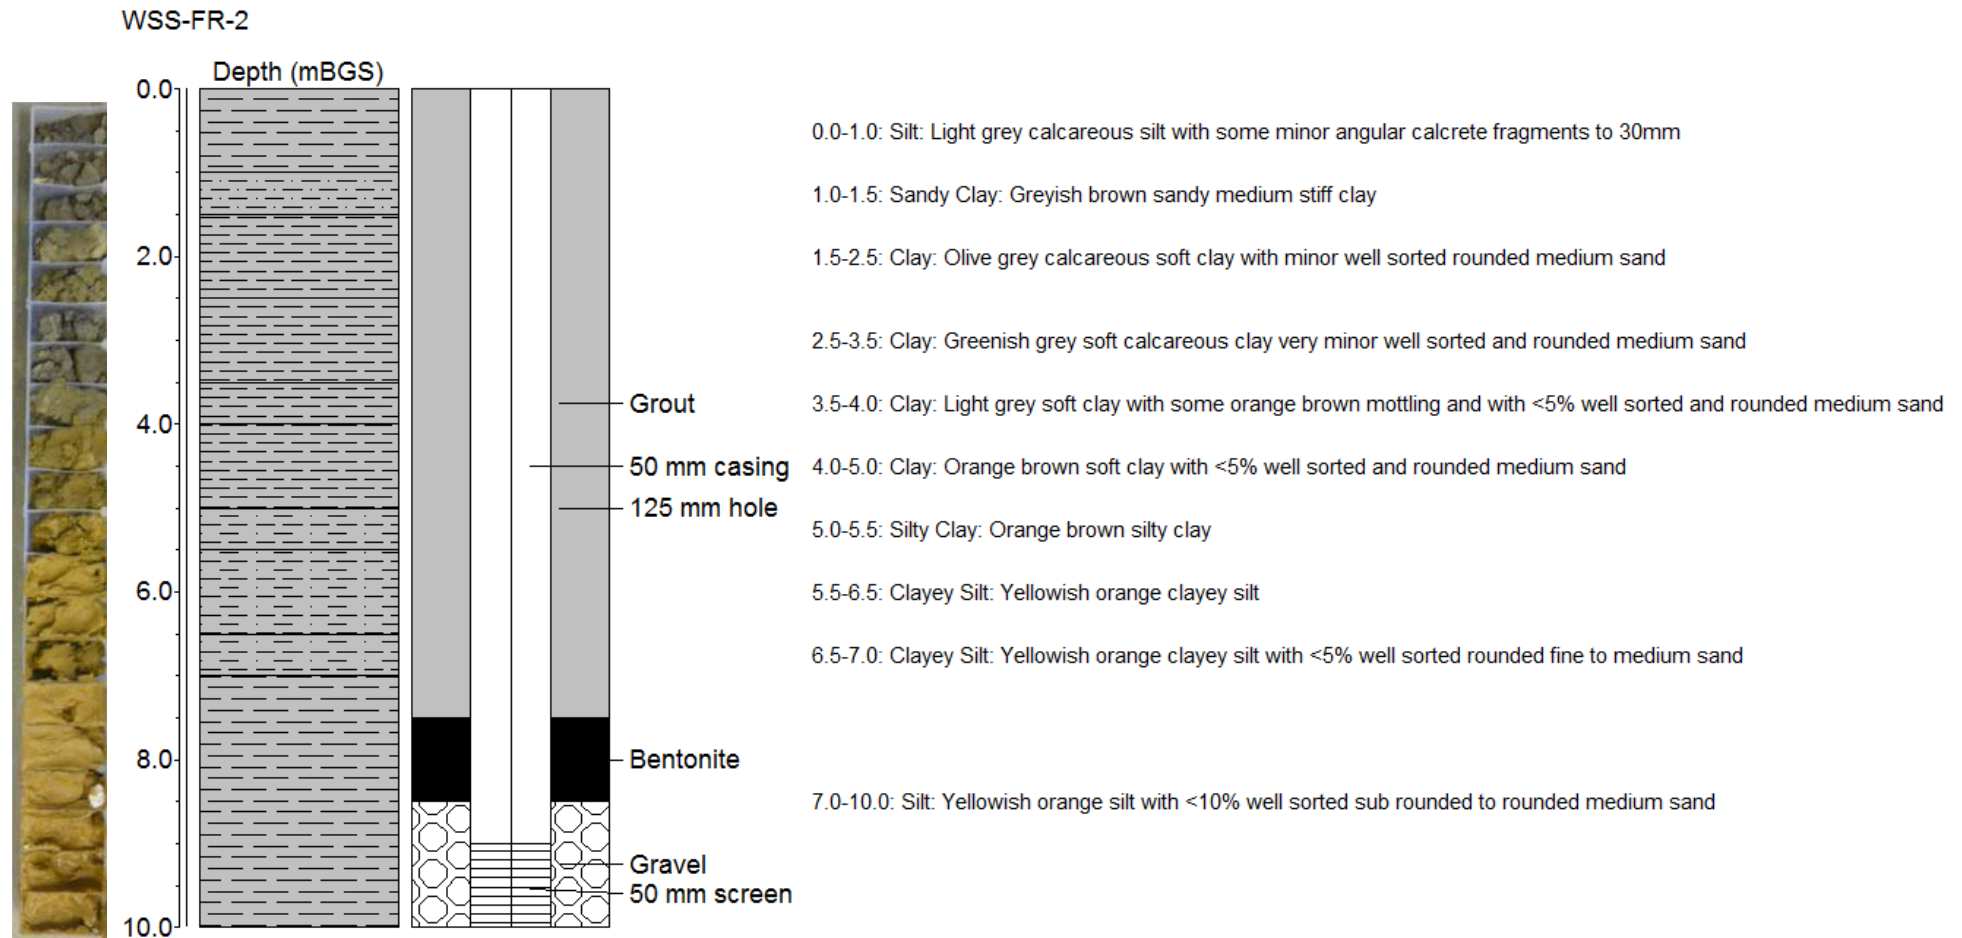 WSS-FR-2
Depth (mBGS)
0.0
2.0
4.0
6.0
8.0
10.0
Grout
50 mm casing
125 mm hole
Bentonite
Gravel
50 mm screen
0.0-1.0: Silt: Light grey calcareous silt with some minor angular calcrete fragments to 30mm
1.0-1.5: Sandy Clay: Greyish brown sandy medium stiff clay
1.5-2.5: Clay: Olive grey calcareous soft clay with minor well sorted rounded medium sand
2.5-3.5: Clay: Greenish grey soft calcareous clay very minor well sorted and rounded medium sand
3.5-4.0: Clay: Light grey soft clay with some orange brown mottling and with <5% well sorted and rounded medium sand
4.0-5.0: Clay: Orange brown soft clay with <5% well sorted and rounded medium sand
5.0-5.5: Silty Clay: Orange brown silty clay
5.5-6.5: Clayey Silt: Yellowish orange clayey silt
6.5-7.0: Clayey Silt: Yellowish orange clayey silt with <5% well sorted rounded fine to medium sand
7.0-10.0: Silt: Yellowish orange silt with <10% well sorted sub rounded to rounded medium sand